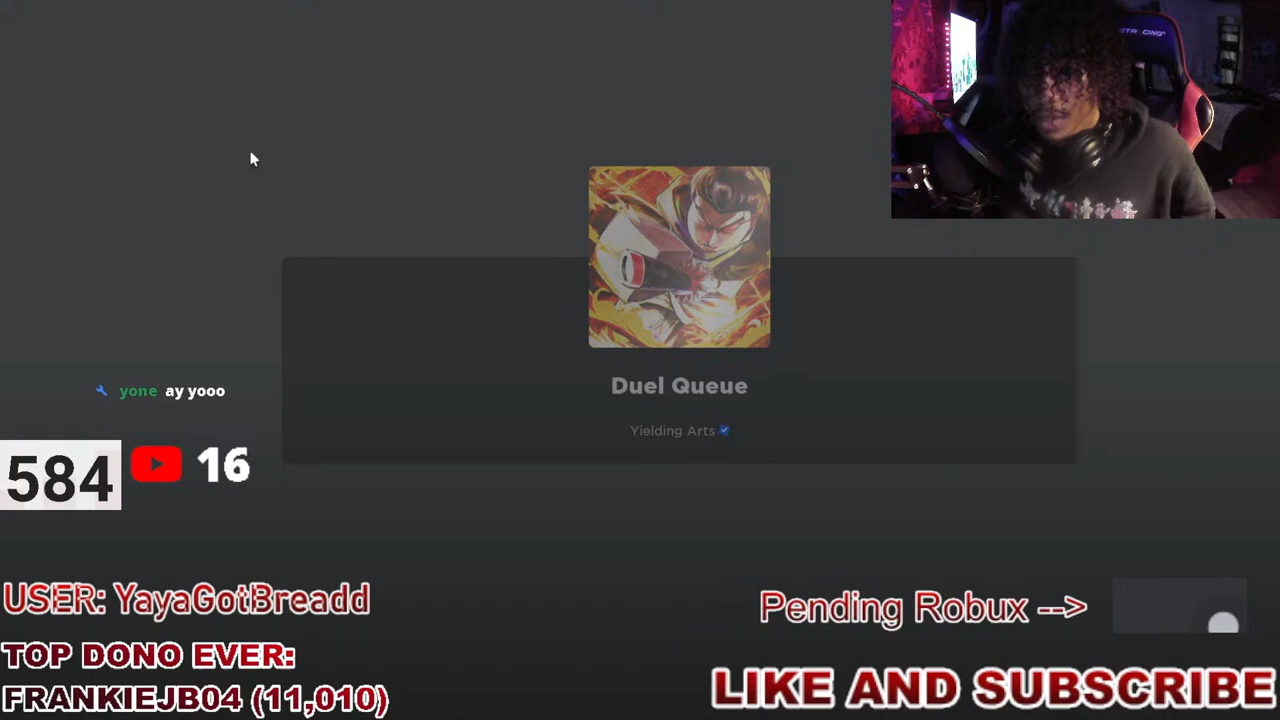 GTRACING
Duel Queue
Yielding Arts
yone ay yooo
584
16
USER: YayaGotBreadd
Pending Robux -->
TOP DONO EVER:
FRANKIEJB04 (11,010)
LIKE AND SUBSCRIBE